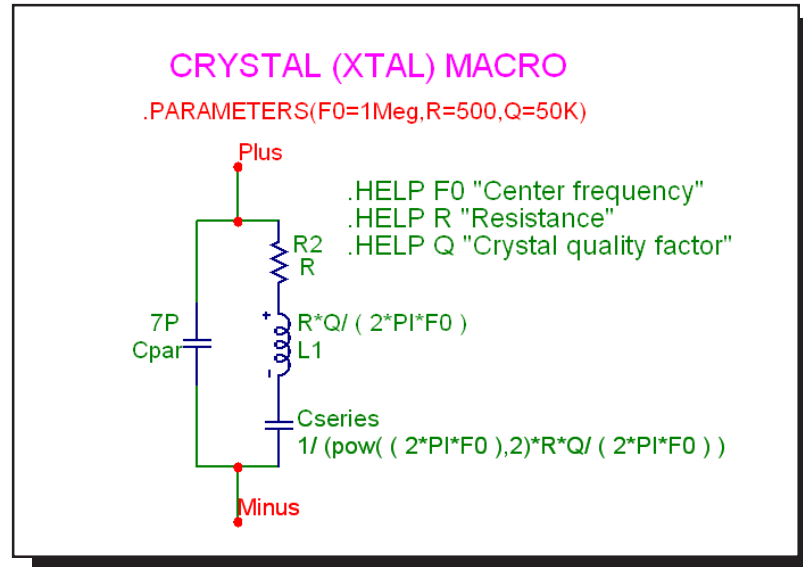 CRYSTAL (XTAL) MACRO
.PARAMETERS(F0=1Meg,R=500,Q=50K)
Plus
.HELP F0 "Center frequency"
.HELP R "Resistance"
.HELP Q "Crystal quality factor"
R2
R
7P
Cpar
+
R*Q/ ( 2*PI*F0 )
L1
-
Cseries
1/ (pow( ( 2*PI*F0 ),2)*R*Q/ ( 2*PI*F0 ) )
Minus